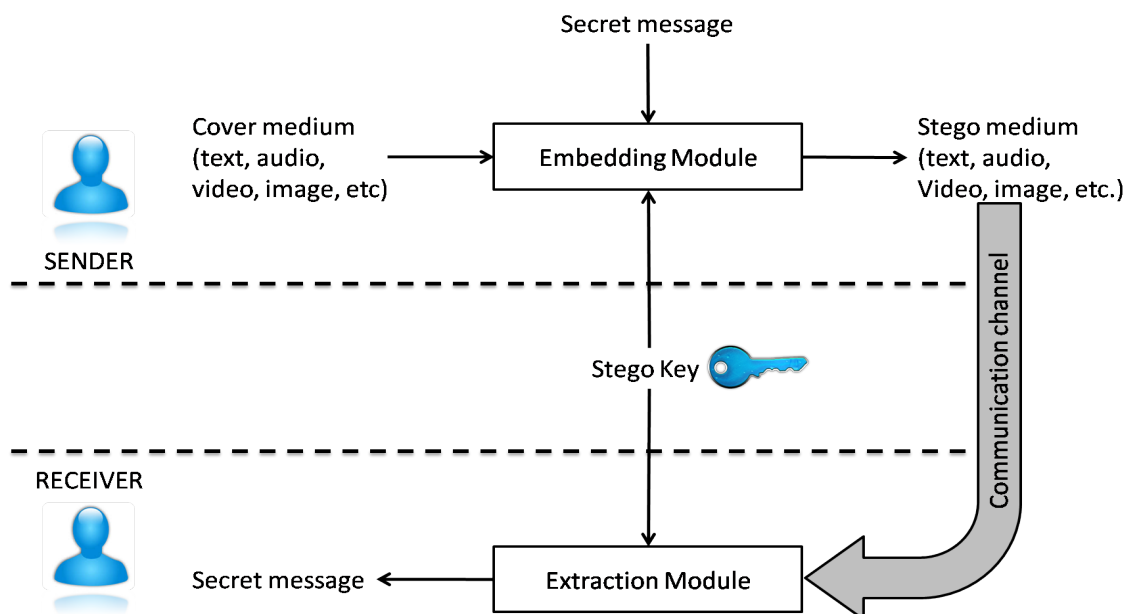 Secret message
Cover medium
(text, audio,
video, image, etc)
Embedding Module
Stego medium
(text, audio,
Video, image, etc.)
SENDER
Stego Key
Communication channel
RECEIVER
Secret message
Extraction Module